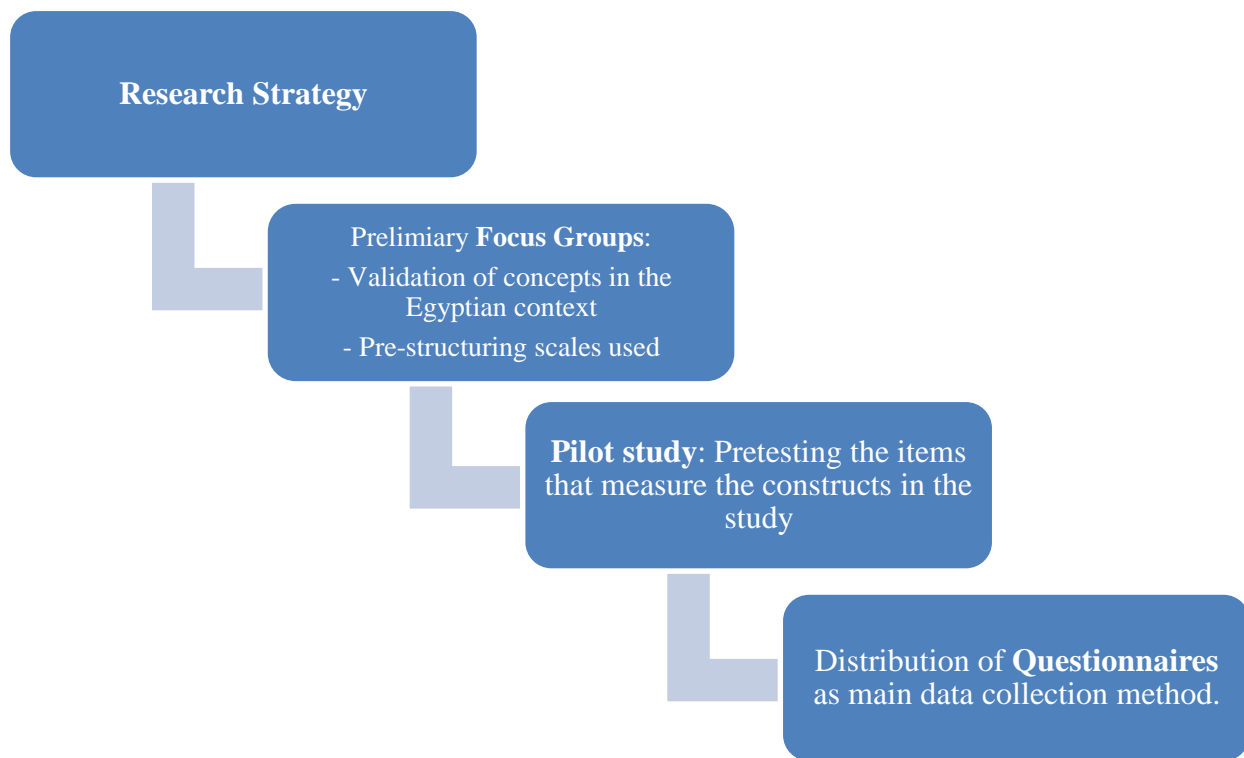 Research Strategy
Prelimiary Focus Groups:
- Validation of concepts in the
Egyptian context
- Pre-structuring scales used
Pilot study: Pretesting the items
that measure the constructs in the
study
Distribution of Questionnaires
as main data collection method.